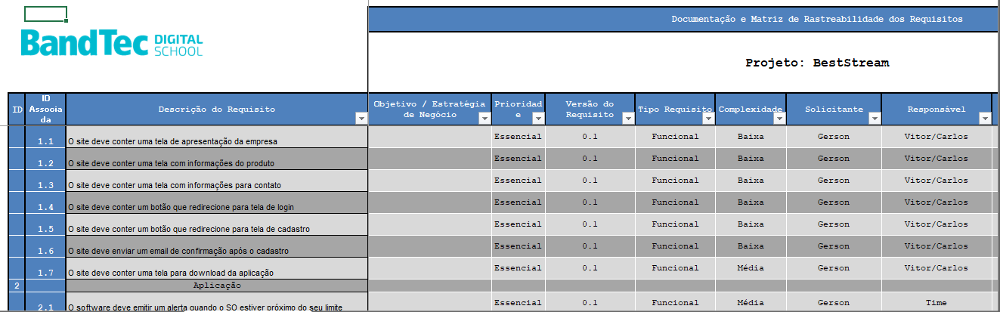 BandTec DIGITAL SCHOOL
Documentação e Matriz de Rastreabilidade dos Requisitos
Projeto: BestStream
ID | ID Associada | Descrição do Requisito | Objetivo / Estratégia de Negócio | Prioridade | Versão do Requisito | Tipo Requisito | Complexidade | Solicitante | Responsável
1.1 | O site deve conter uma tela de apresentação da empresa | Essencial | 0.1 | Funcional | Baixa | Gerson | Vitor/Carlos
1.2 | O site deve conter uma tela com informações do produto | Essencial | 0.1 | Funcional | Baixa | Gerson | Vitor/Carlos
1.3 | O site deve conter uma tela com informações para contato | Essencial | 0.1 | Funcional | Baixa | Gerson | Vitor/Carlos
1.4 | O site deve conter um botão que redirecione para tela de login | Essencial | 0.1 | Funcional | Baixa | Gerson | Vitor/Carlos
1.5 | O site deve conter um botão que redirecione para tela de cadastro | Essencial | 0.1 | Funcional | Baixa | Gerson | Vitor/Carlos
1.6 | O site deve enviar um email de confirmação após o cadastro | Essencial | 0.1 | Funcional | Baixa | Gerson | Vitor/Carlos
1.7 | O site deve conter uma tela para download da aplicação | Essencial | 0.1 | Funcional | Média | Gerson | Vitor/Carlos
2 | Aplicação
2.1 | O software deve emitir um alerta quando o SO estiver próximo do seu limite | Essencial | 0.1 | Funcional | Média | Gerson | Time